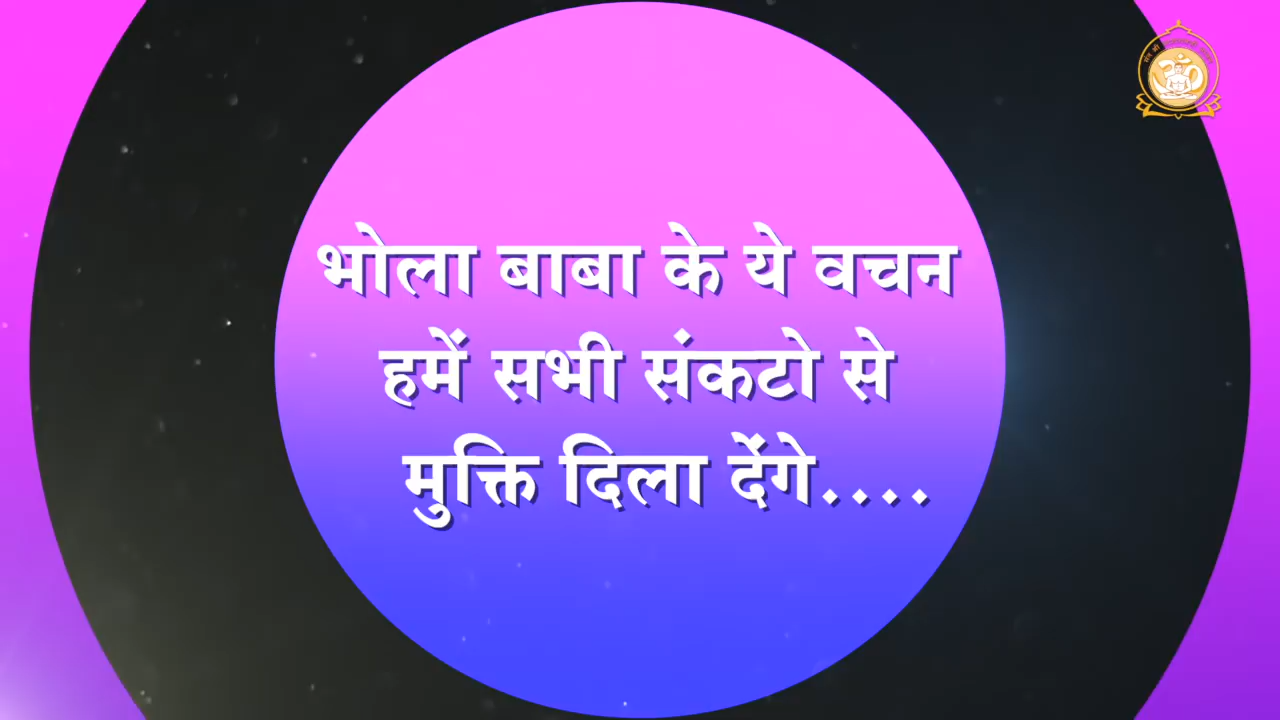 भोला बाबा के ये वचन
हमें सभी संकटो से
मुक्ति दिला देंगे....